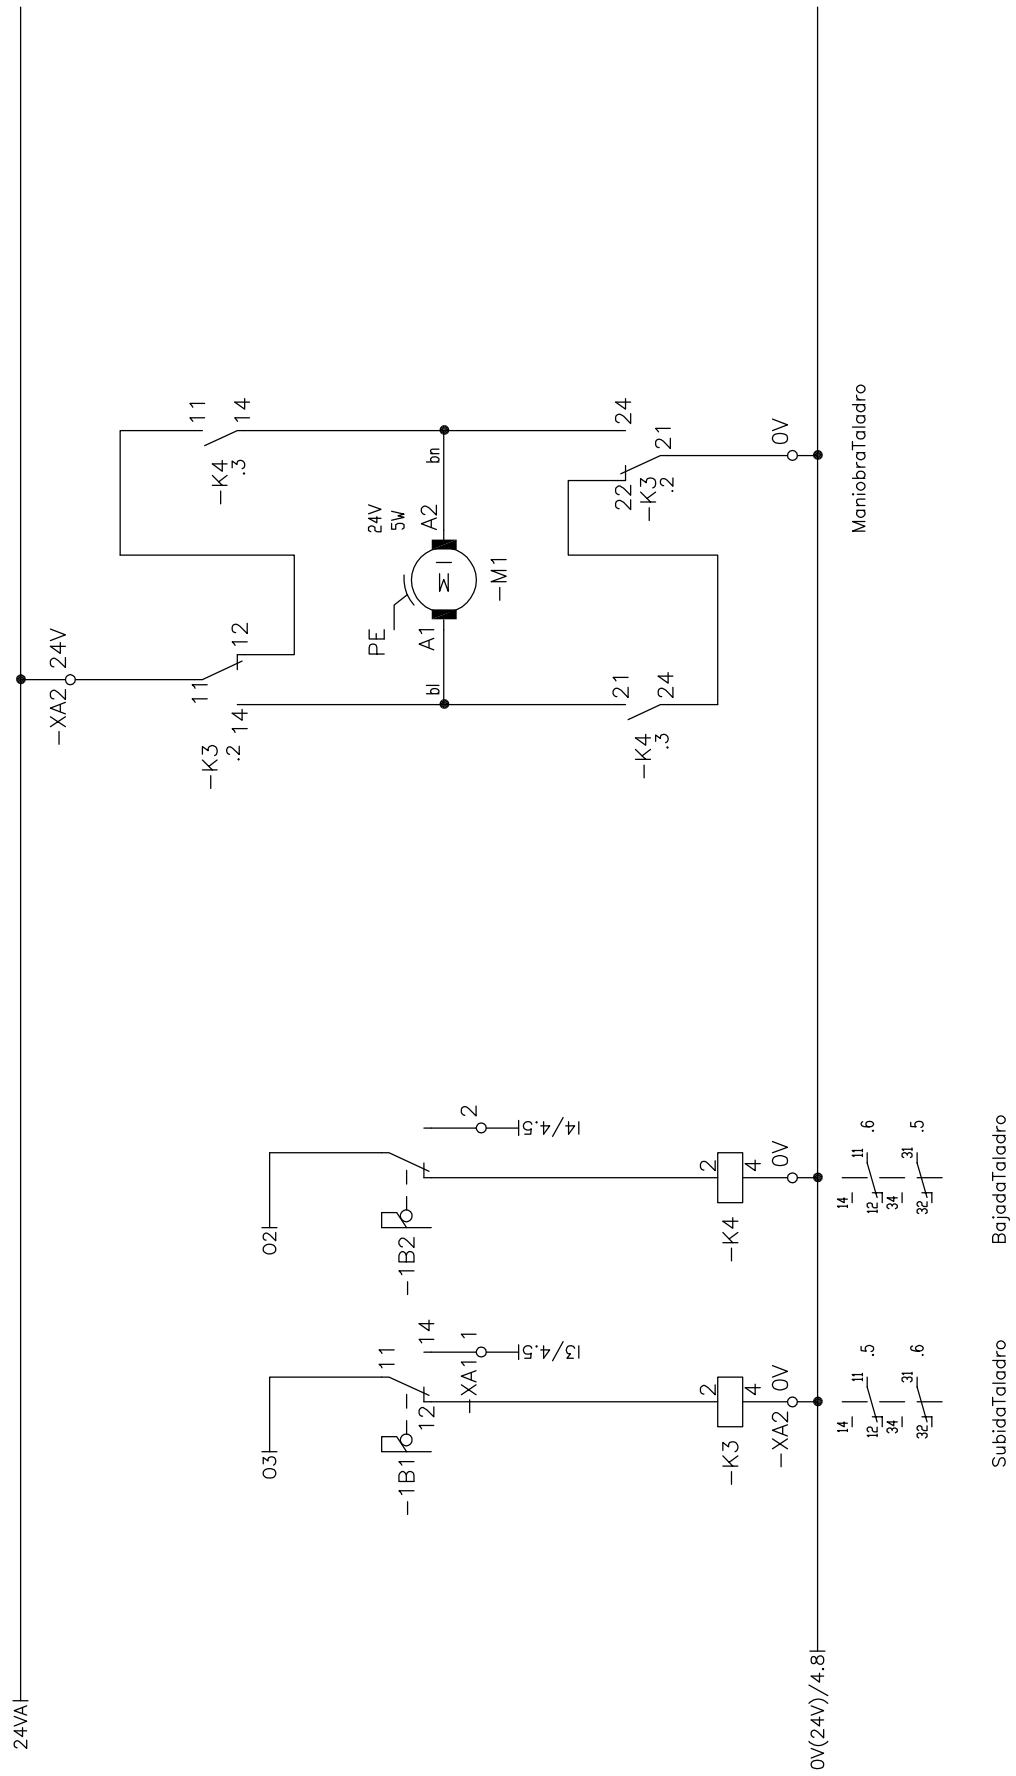 24VA
-XA2 24V
-K3
.2
11
12
14
-K4
.3
11
14
24V
5W
PE
A1
M
A2
-M1
bl
bn
21
24
-K4
.3
24
22
21
-K3
.2
0V
ManiobraTaladro
O3
-1B1
11
12
14
-XA1 1
I3/4.5
-K3
2
4
-XA2 0V
O2
-1B2
2
I4/4.5
-K4
2
4
0V
0V(24V)/4.8
14
11 .5
12
34
31 .6
32
SubidaTaladro
14
11 .6
12
34
31 .5
32
BajadaTaladro